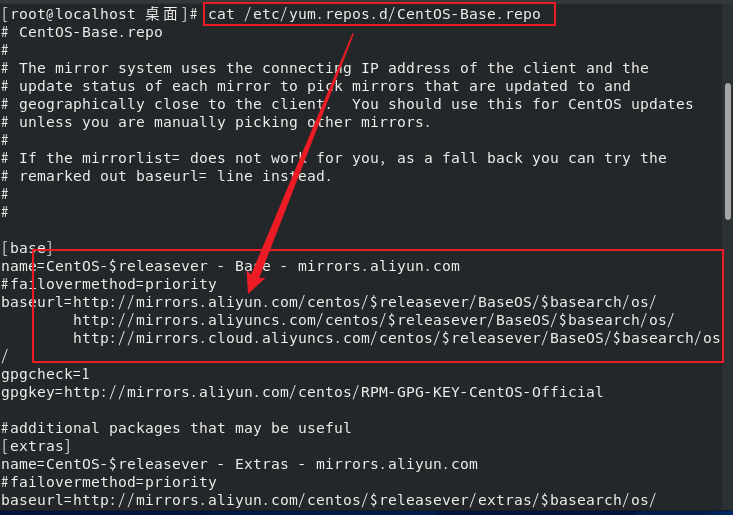 [root@localhost 桌面]# cat /etc/yum.repos.d/CentOS-Base.repo
# CentOS-Base.repo
#
# The mirror system uses the connecting IP address of the client and the
# update status of each mirror to pick mirrors that are updated to and
# geographically close to the client.  You should use this for CentOS updates
# unless you are manually picking other mirrors.
#
# If the mirrorlist= does not work for you, as a fall back you can try the
# remarked out baseurl= line instead.
#
#

[base]
name=CentOS-$releasever - Base - mirrors.aliyun.com
#failovermethod=priority
baseurl=http://mirrors.aliyun.com/centos/$releasever/BaseOS/$basearch/os/
        http://mirrors.aliyuncs.com/centos/$releasever/BaseOS/$basearch/os/
        http://mirrors.cloud.aliyuncs.com/centos/$releasever/BaseOS/$basearch/os
/
gpgcheck=1
gpgkey=http://mirrors.aliyun.com/centos/RPM-GPG-KEY-CentOS-Official

#additional packages that may be useful
[extras]
name=CentOS-$releasever - Extras - mirrors.aliyun.com
#failovermethod=priority
baseurl=http://mirrors.aliyun.com/centos/$releasever/extras/$basearch/os/